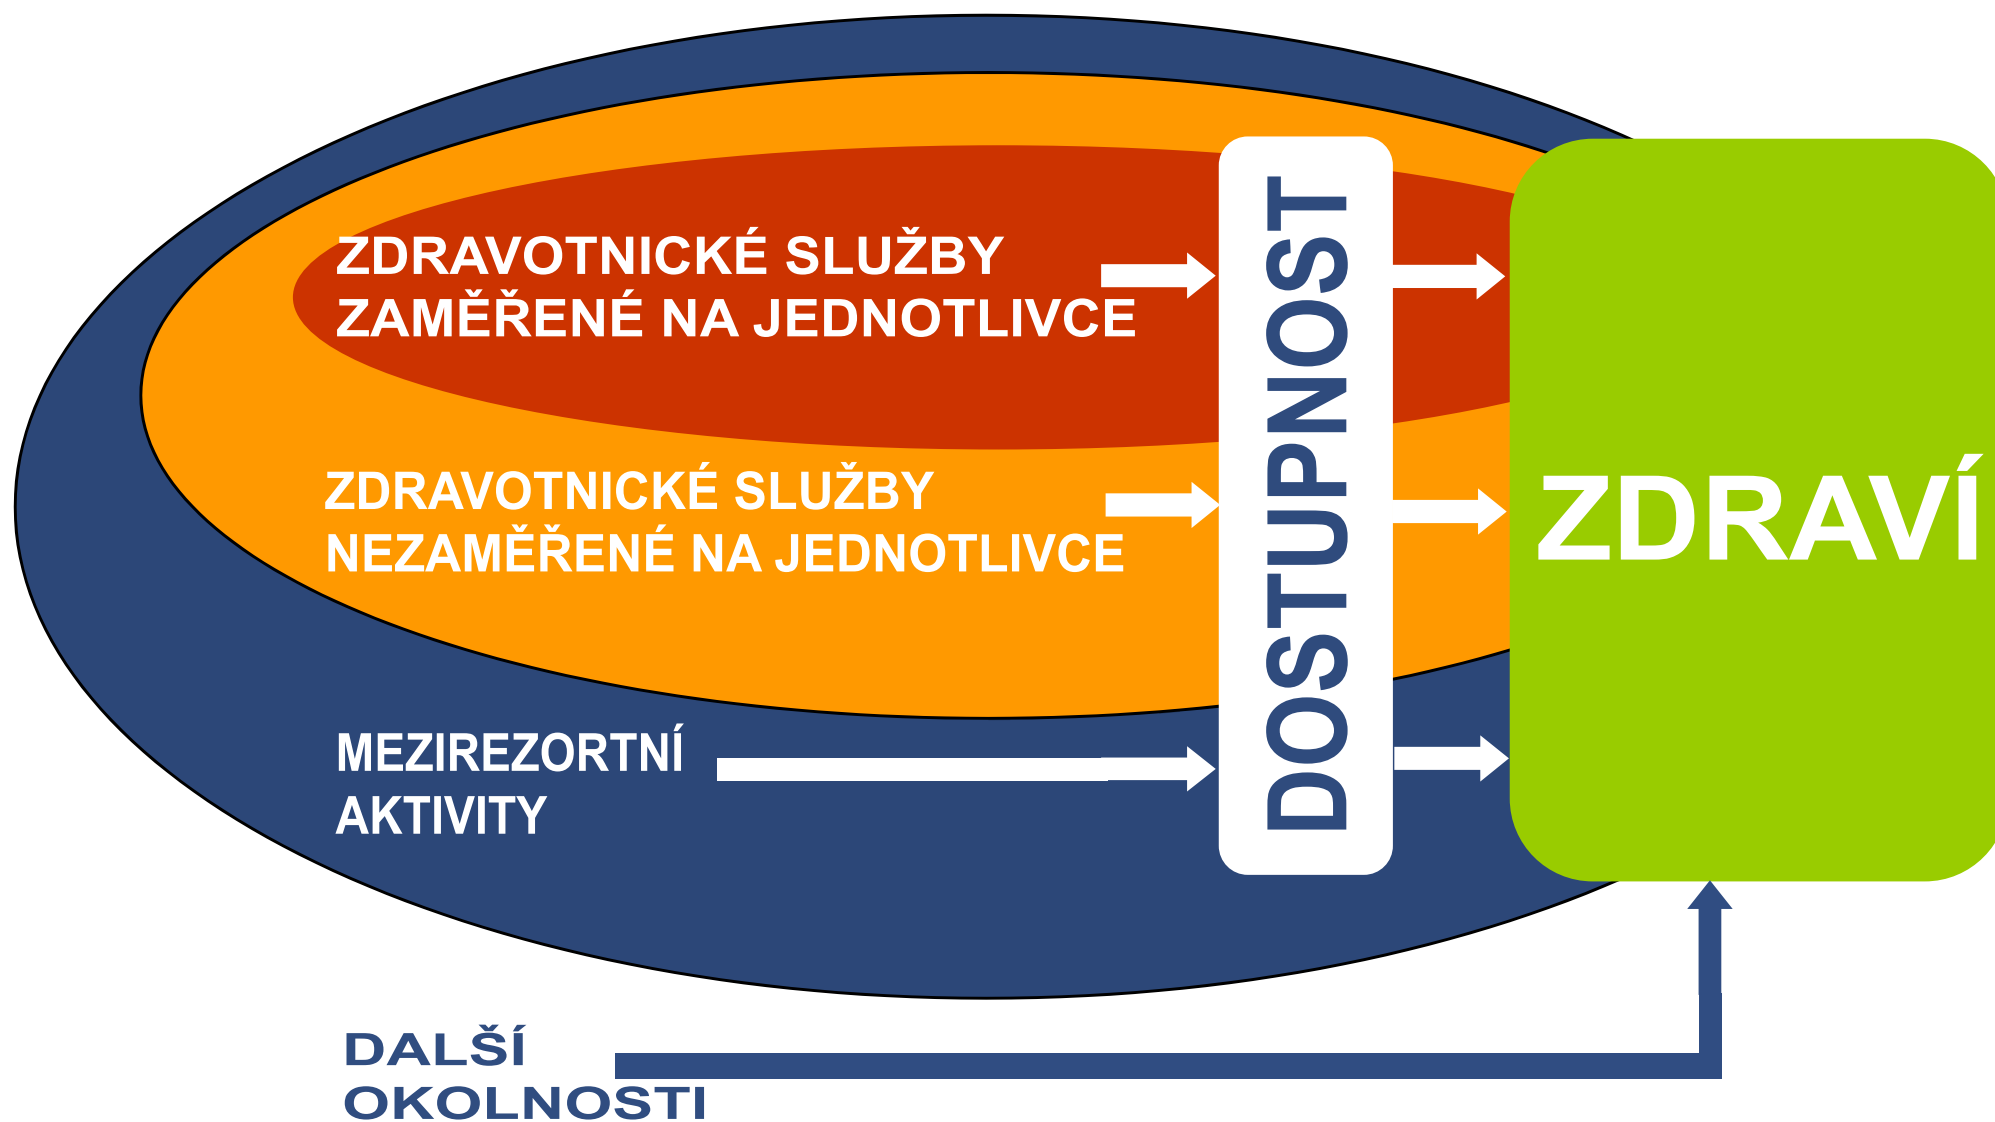 ZDRAVOTNICKÉ SLUŽBY
ZAMĚŘENÉ NA JEDNOTLIVCE
ZDRAVOTNICKÉ SLUŽBY
NEZAMĚŘENÉ NA JEDNOTLIVCE
MEZIREZORTNÍ
AKTIVITY
DOSTUPNOST
ZDRAVÍ
DALŠÍ
OKOLNOSTI